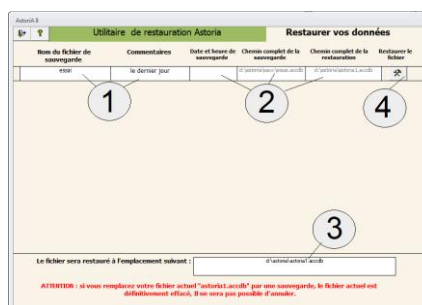 AstoriA 8
?
Utilitaire de restauration Astoria
Restaurer vos données
Nom du fichier de sauvegarde
Commentaires
Date et heure de sauvegarde
Chemin complet de la sauvegarde
Chemin complet de la restauration
Restaurer le fichier
essai
le dernier jour
d:\astoria\astoria1.accdb
1
2
4
3
Le fichier sera restauré à l'emplacement suivant :
d:\astoria\astoria1.accdb
ATTENTION : si vous remplacez votre fichier actuel "astoria1.accdb" par une sauvegarde, le fichier actuel est
définitivement effacé, Il ne sera pas possible d'annuler.